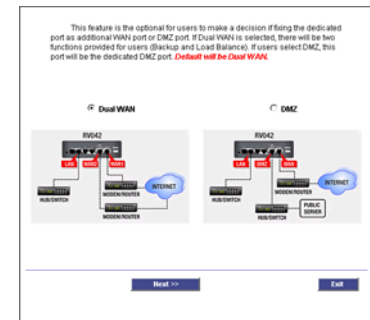 This feature is the optional for users to make a decision if fixing the dedicated
port as additional WAN port or DMZ port. If Dual WAN is selected, there will be two
functions provided for users (Backup and Load Balance). If users select DMZ, this
port will be the dedicated DMZ port. Default will be Dual WAN.
Dual WAN
DMZ
RV042
LAN WAN2 WAN1
INTERNET
HUB/SWITCH
MODEM/ROUTER
MODEM/ROUTER
RV042
LAN DMZ WAN
INTERNET
MODEM/ROUTER
HUB/SWITCH
HUB/SWITCH
PUBLIC
SERVER
Next >>
Exit